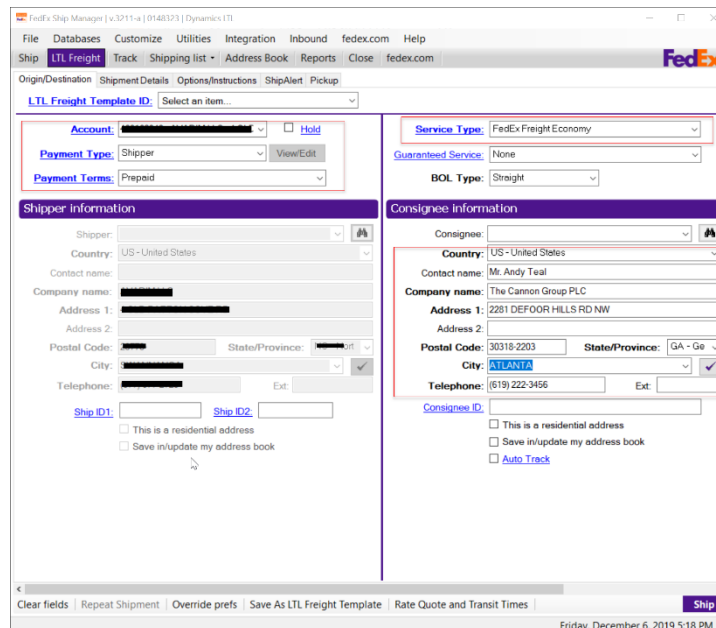 FedEx Ship Manager | v.3211-a | 0148323 | Dynamics LTL
File Databases Customize Utilities Integration Inbound fedex.com Help
Ship LTL Freight Track Shipping list Address Book Reports Close fedex.com
FedEx
Origin/Destination Shipment Details Options/Instructions ShipAlert Pickup
LTL Freight Template ID: Select an item...
Account: Hold
Payment Type: Shipper View/Edit
Payment Terms: Prepaid
Service Type: FedEx Freight Economy
Guaranteed Service: None
BOL Type: Straight
Shipper information
Shipper:
Country: US - United States
Contact name:
Company name:
Address 1:
Address 2:
Postal Code: State/Province:
City:
Telephone: Ext:
Ship ID1: Ship ID2:
This is a residential address
Save in/update my address book
Consignee information
Consignee:
Country: US - United States
Contact name: Mr. Andy Teal
Company name: The Cannon Group PLC
Address 1: 2281 DEFOOR HILLS RD NW
Address 2:
Postal Code: 30318-2203 State/Province: GA - Ge
City: ATLANTA
Telephone: (619) 222-3456 Ext:
Consignee ID:
This is a residential address
Save in/update my address book
Auto Track
Clear fields Repeat Shipment Override prefs Save As LTL Freight Template Rate Quote and Transit Times Ship
Friday, December 6, 2019 5:18 PM